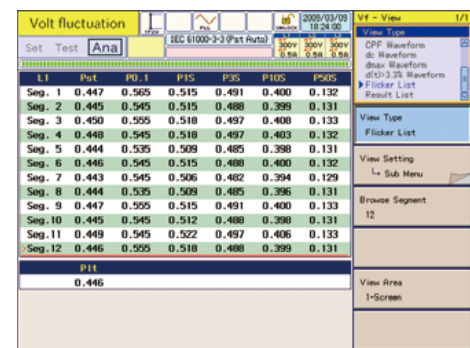 Volt fluctuation
1P2W
PLL
UNLOCK
2009/03/09
18:24:00
Vf - View 1/1
Set Test Ana
IEC 61000-3-3 (Pst Auto)
300V 300V 300V
0.5A 0.5A 0.5A
View Type
CPF Waveform
dc Waveform
dmax Waveform
d(t)>3.3% Waveform
Flicker List
Result List
L1 Pst P0.1 P1S P3S P10S P50S
Seg. 1 0.447 0.565 0.515 0.491 0.400 0.132
Seg. 2 0.445 0.545 0.515 0.488 0.399 0.131
Seg. 3 0.450 0.555 0.518 0.497 0.408 0.133
Seg. 4 0.448 0.545 0.518 0.497 0.403 0.132
Seg. 5 0.444 0.535 0.509 0.485 0.398 0.131
Seg. 6 0.446 0.545 0.515 0.488 0.400 0.132
Seg. 7 0.443 0.545 0.506 0.482 0.394 0.129
Seg. 8 0.444 0.535 0.509 0.485 0.396 0.131
Seg. 9 0.447 0.555 0.515 0.491 0.400 0.133
Seg.10 0.445 0.545 0.512 0.488 0.398 0.131
Seg.11 0.449 0.545 0.522 0.497 0.406 0.133
>Seg.12 0.446 0.555 0.518 0.488 0.399 0.131
Plt
0.446
View Type
Flicker List
View Setting
Sub Menu
Browse Segment
12
View Area
1-Screen